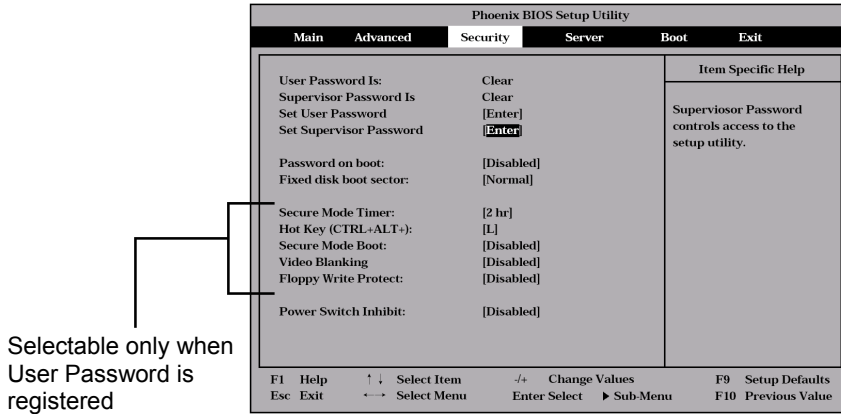 Phoenix BIOS Setup Utility
Main Advanced Security Server Boot Exit
Item Specific Help
User Password Is: Clear
Supervisor Password Is Clear
Set User Password [Enter]
Set Supervisor Password [Enter]
Superviosor Password
controls access to the
setup utility.
Password on boot: [Disabled]
Fixed disk boot sector: [Normal]
Secure Mode Timer: [2 hr]
Hot Key (CTRL+ALT+): [L]
Secure Mode Boot: [Disabled]
Video Blanking [Disabled]
Floppy Write Protect: [Disabled]
Power Switch Inhibit: [Disabled]
Selectable only when
User Password is
registered
F1 Help ↑↓ Select Item -/+ Change Values F9 Setup Defaults
Esc Exit ←→ Select Menu Enter Select ▶ Sub-Menu F10 Previous Value